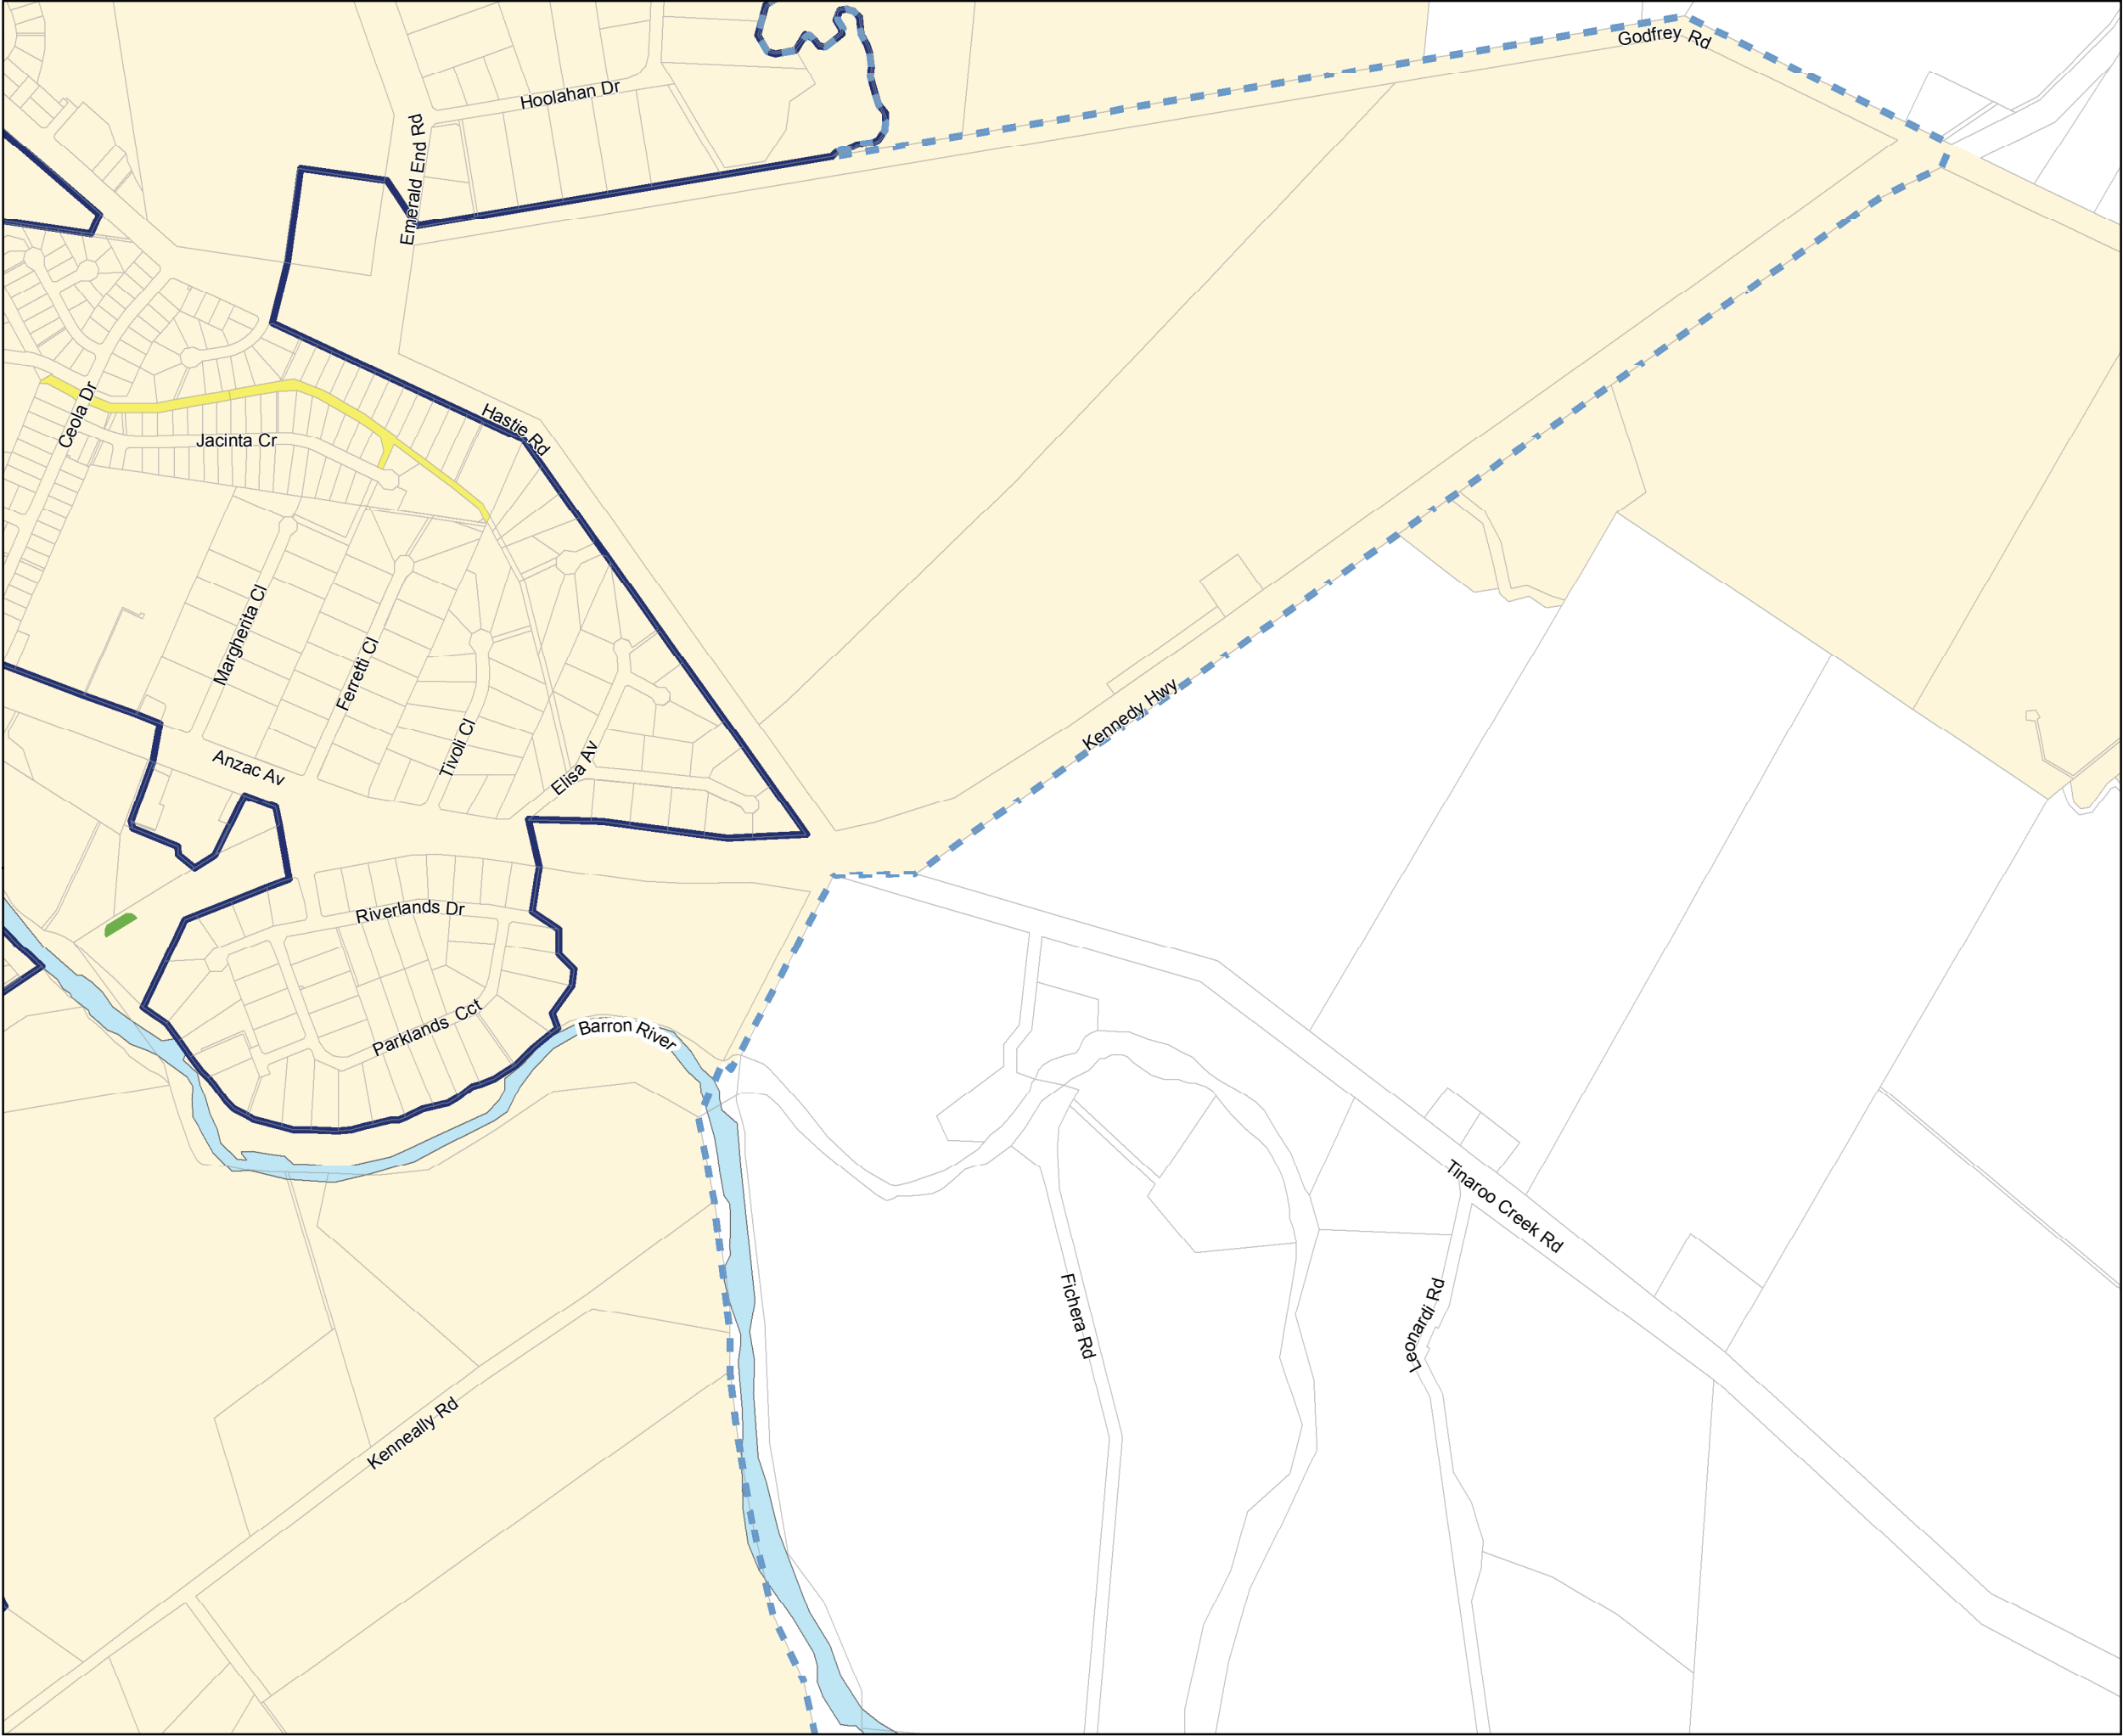 Godfrey Rd
Hoolahan Dr
Emerald End Rd
Hastie Rd
Ceola Dr
Jacinta Cr
Margherita Cl
Ferretti Cl
Tivoli Cl
Elisa Av
Kennedy Hwy
Anzac Av
Riverlands Dr
Parklands Cct
Barron River
Tinaroo Creek Rd
Fichera Rd
Leonardi Rd
Kenneally Rd